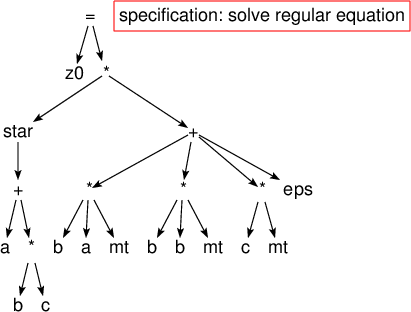 = specification: solve regular equation
z0 *
star +
+ * * * eps
a * b a mt b b mt c mt
b c